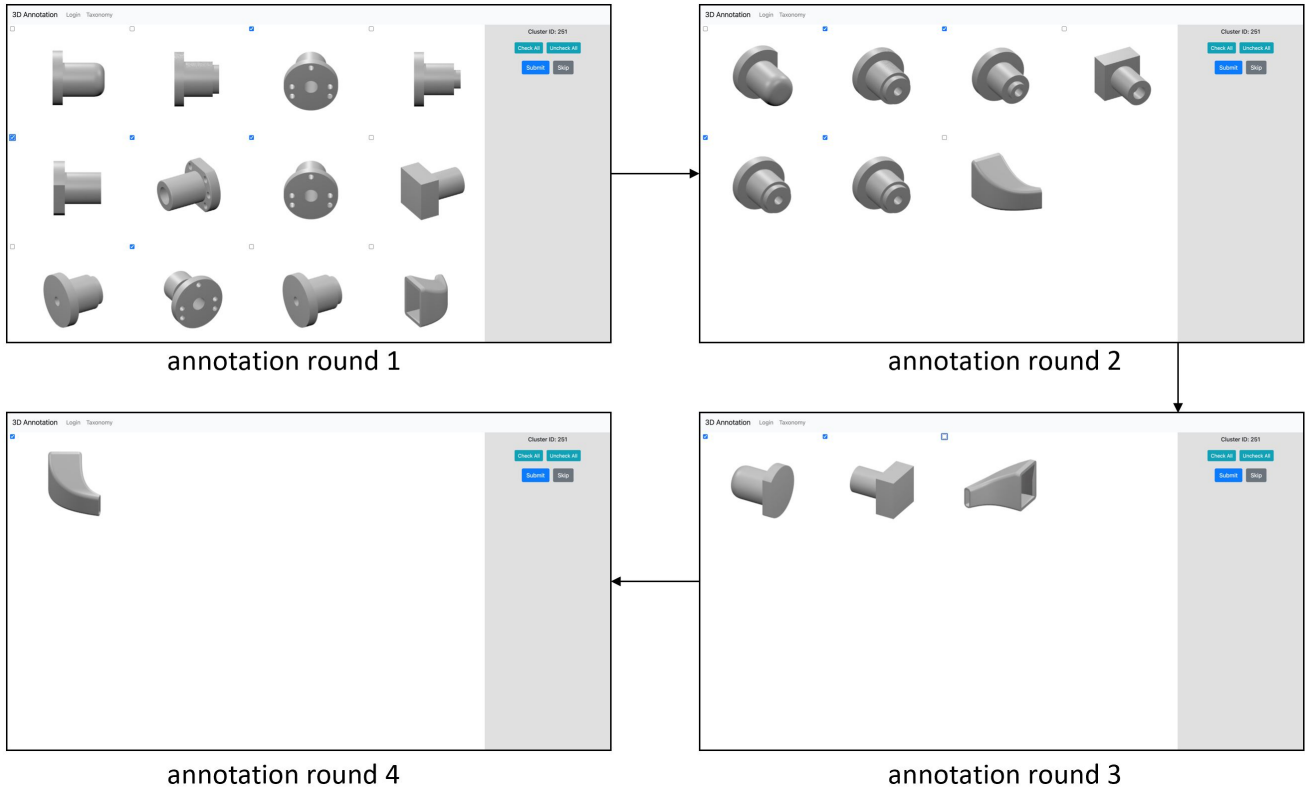 3D Annotation Login Taxonomy
Cluster ID: 251
Check All Uncheck All
Submit Skip
annotation round 1
3D Annotation Login Taxonomy
Cluster ID: 251
Check All Uncheck All
Submit Skip
annotation round 2
3D Annotation Login Taxonomy
Cluster ID: 251
Check All Uncheck All
Submit Skip
annotation round 4
3D Annotation Login Taxonomy
Cluster ID: 251
Check All Uncheck All
Submit Skip
annotation round 3